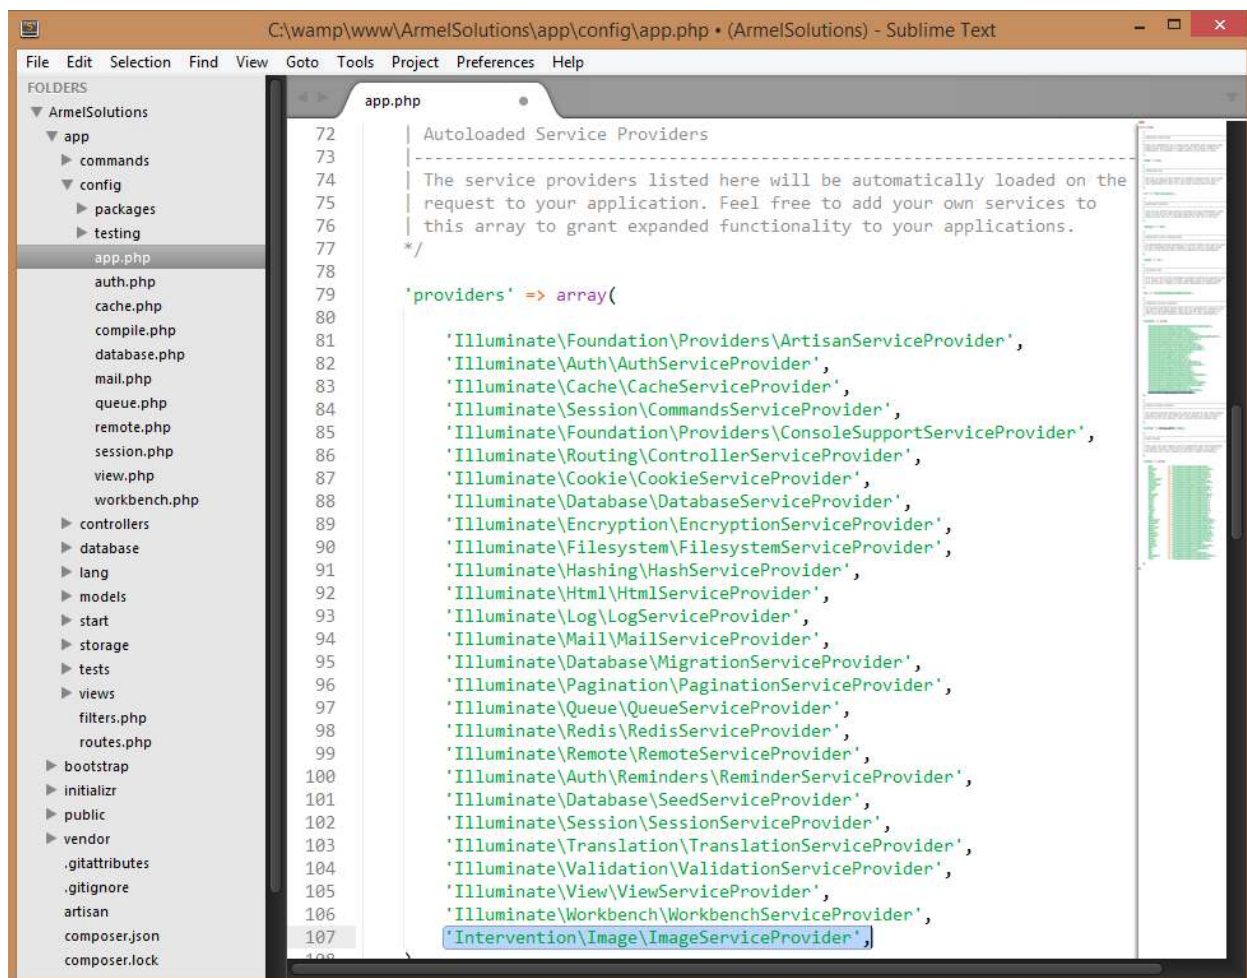 C:\wamp\www\ArmelSolutions\app\config\app.php • (ArmelSolutions) - Sublime Text
File Edit Selection Find View Goto Tools Project Preferences Help
FOLDERS
ArmelSolutions
app
commands
config
packages
testing
app.php
auth.php
cache.php
compile.php
database.php
mail.php
queue.php
remote.php
session.php
view.php
workbench.php
controllers
database
lang
models
start
storage
tests
views
filters.php
routes.php
bootstrap
initializr
public
vendor
.gitattributes
.gitignore
artisan
composer.json
composer.lock
app.php
72 | Autoloaded Service Providers
73 |--------------------------------------------------------------------------
74 | The service providers listed here will be automatically loaded on the
75 | request to your application. Feel free to add your own services to
76 | this array to grant expanded functionality to your applications.
77 */
78
79 'providers' => array(
80
81 'Illuminate\Foundation\Providers\ArtisanServiceProvider',
82 'Illuminate\Auth\AuthServiceProvider',
83 'Illuminate\Cache\CacheServiceProvider',
84 'Illuminate\Session\CommandsServiceProvider',
85 'Illuminate\Foundation\Providers\ConsoleSupportServiceProvider',
86 'Illuminate\Routing\ControllerServiceProvider',
87 'Illuminate\Cookie\CookieServiceProvider',
88 'Illuminate\Database\DatabaseServiceProvider',
89 'Illuminate\Encryption\EncryptionServiceProvider',
90 'Illuminate\Filesystem\FilesystemServiceProvider',
91 'Illuminate\Hashing\HashServiceProvider',
92 'Illuminate\Html\HtmlServiceProvider',
93 'Illuminate\Log\LogServiceProvider',
94 'Illuminate\Mail\MailServiceProvider',
95 'Illuminate\Database\MigrationServiceProvider',
96 'Illuminate\Pagination\PaginationServiceProvider',
97 'Illuminate\Queue\QueueServiceProvider',
98 'Illuminate\Redis\RedisServiceProvider',
99 'Illuminate\Remote\RemoteServiceProvider',
100 'Illuminate\Auth\Reminders\ReminderServiceProvider',
101 'Illuminate\Database\SeedServiceProvider',
102 'Illuminate\Session\SessionServiceProvider',
103 'Illuminate\Translation\TranslationServiceProvider',
104 'Illuminate\Validation\ValidationServiceProvider',
105 'Illuminate\View\ViewServiceProvider',
106 'Illuminate\Workbench\WorkbenchServiceProvider',
107 'Intervention\Image\ImageServiceProvider',